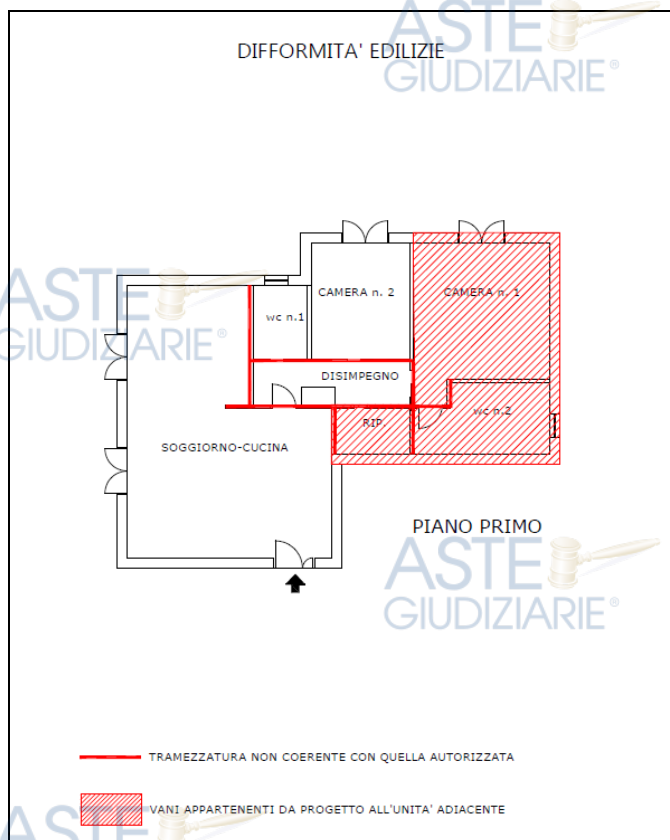 ASTE
DIFFORMITA' EDILIZIE
GIUDIZIARIE®
ASTE
CAMERA n. 2
CAMERA n. 1
wc n.1
GIUDIZIARIE®
DISIMPEGNO
RIP.
wc n.2
SOGGIORNO-CUCINA
PIANO PRIMO
ASTE
GIUDIZIARIE®
TRAMEZZATURA NON COERENTE CON QUELLA AUTORIZZATA
VANI APPARTENENTI DA PROGETTO ALL'UNITA' ADIACENTE
ASTE